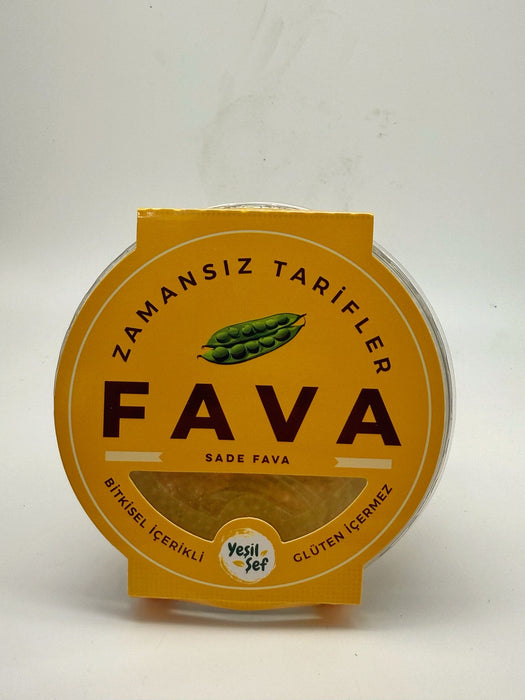 ZAMANSIZ TARİFLER
FAVA
SADE FAVA
BİTKİSEL İÇERİKLİ
GLÜTEN İÇERMEZ
Yeşil
Şef